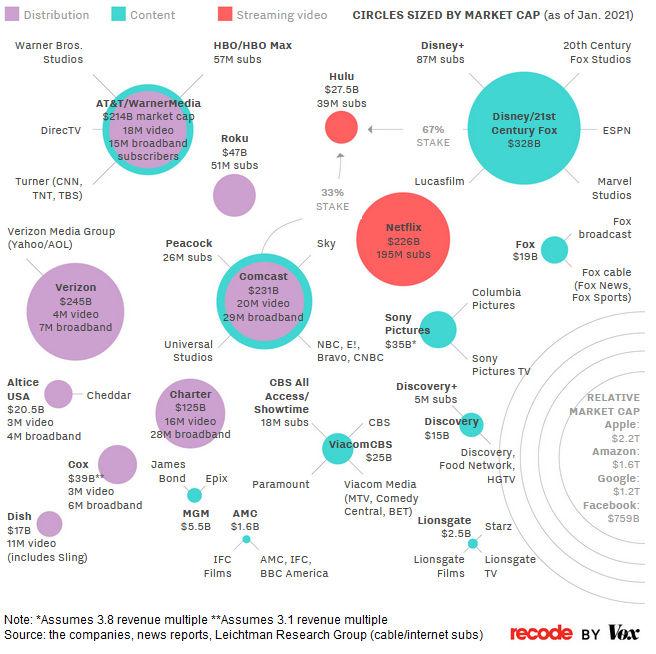 Distribution
Content
Streaming video
CIRCLES SIZED BY MARKET CAP (as of Jan. 2021)
Warner Bros.
Studios
HBO/HBO Max
57M subs
AT&T/WarnerMedia
$214B market cap
18M video
15M broadband
subscribers
DirecTV
Turner (CNN,
TNT, TBS)
Roku
$47B
51M subs
Hulu
$27.5B
39M subs
67%
STAKE
33%
STAKE
Disney+
87M subs
20th Century
Fox Studios
Disney/21st
Century Fox
$328B
ESPN
Lucasfilm
Marvel
Studios
Verizon Media Group
(Yahoo/AOL)
Verizon
$245B
4M video
7M broadband
Peacock
26M subs
Sky
Comcast
$231B
20M video
29M broadband
Universal
Studios
NBC, E!,
Bravo, CNBC
Netflix
$226B
195M subs
Fox
broadcast
Fox
$19B
Fox cable
(Fox News,
Fox Sports)
Columbia
Pictures
Sony
Pictures
$35B*
Sony
Pictures TV
Altice
USA
$20.5B
3M video
4M broadband
Cheddar
Charter
$125B
16M video
28M broadband
CBS All
Access/
Showtime
18M subs
CBS
ViacomCBS
$25B
Paramount
Viacom Media
(MTV, Comedy
Central, BET)
Discovery+
5M subs
Discovery
$15B
Discovery,
Food Network,
HGTV
RELATIVE
MARKET CAP
Apple:
$2.2T
Amazon:
$1.6T
Google:
$1.2T
Facebook:
$759B
Cox
$39B**
3M video
6M broadband
James
Bond
Epix
MGM
$5.5B
AMC
$1.6B
IFC
Films
AMC, IFC,
BBC America
Dish
$17B
11M video
(includes Sling)
Lionsgate
$2.5B
Starz
Lionsgate
Films
Lionsgate
TV
Note: *Assumes 3.8 revenue multiple **Assumes 3.1 revenue multiple
Source: the companies, news reports, Leichtman Research Group (cable/internet subs)
recode BY Vox